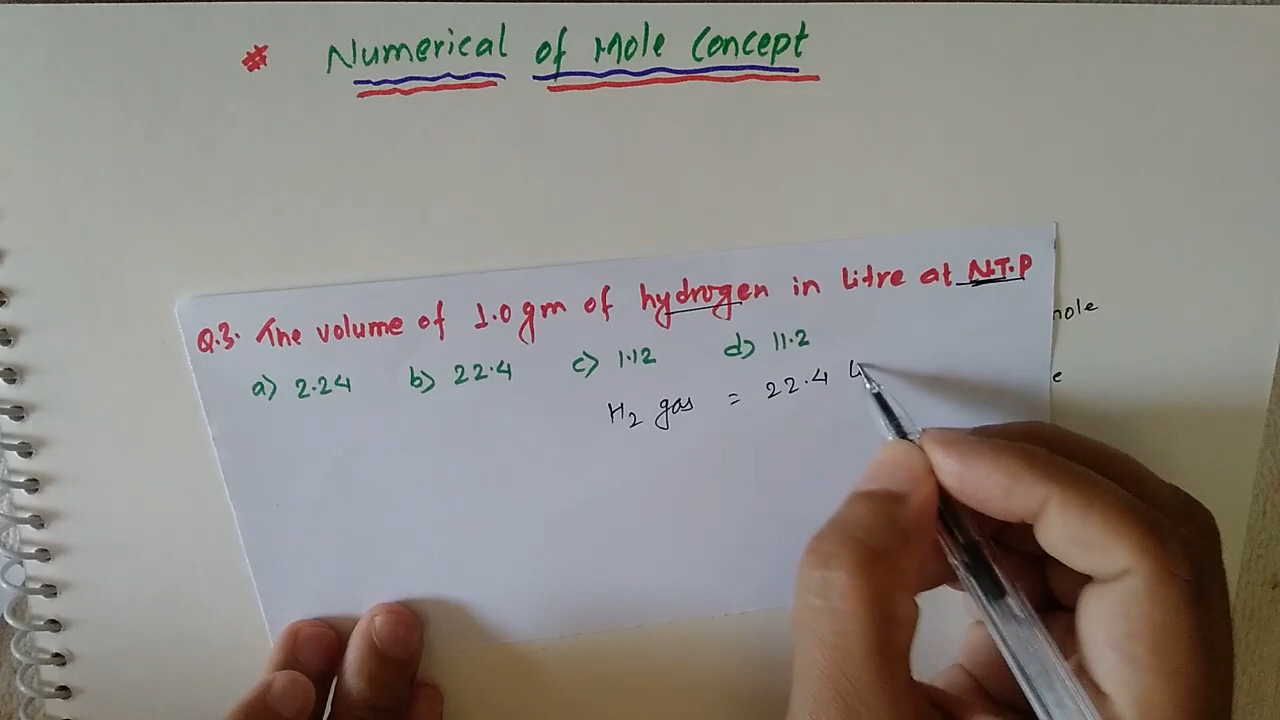 * Numerical of Mole Concept
Q.3. The volume of 1.0 gm of hydrogen in litre at N.T.P
a) 2.24 b) 22.4 c) 1.12 d) 11.2
H2 gas = 22.4